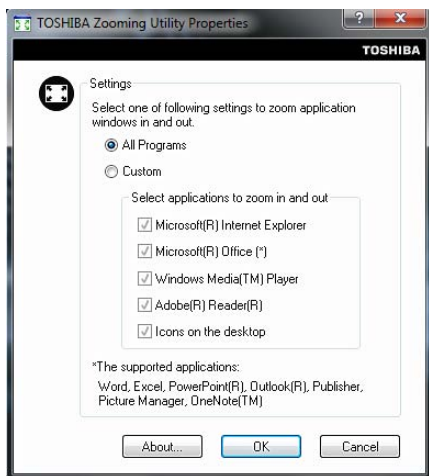 TOSHIBA Zooming Utility Properties
TOSHIBA
Settings
Select one of following settings to zoom application
windows in and out.
All Programs
Custom
Select applications to zoom in and out
Microsoft(R) Internet Explorer
Microsoft(R) Office (*)
Windows Media(TM) Player
Adobe(R) Reader(R)
Icons on the desktop
*The supported applications:
Word, Excel, PowerPoint(R), Outlook(R), Publisher,
Picture Manager, OneNote(TM)
About... OK Cancel